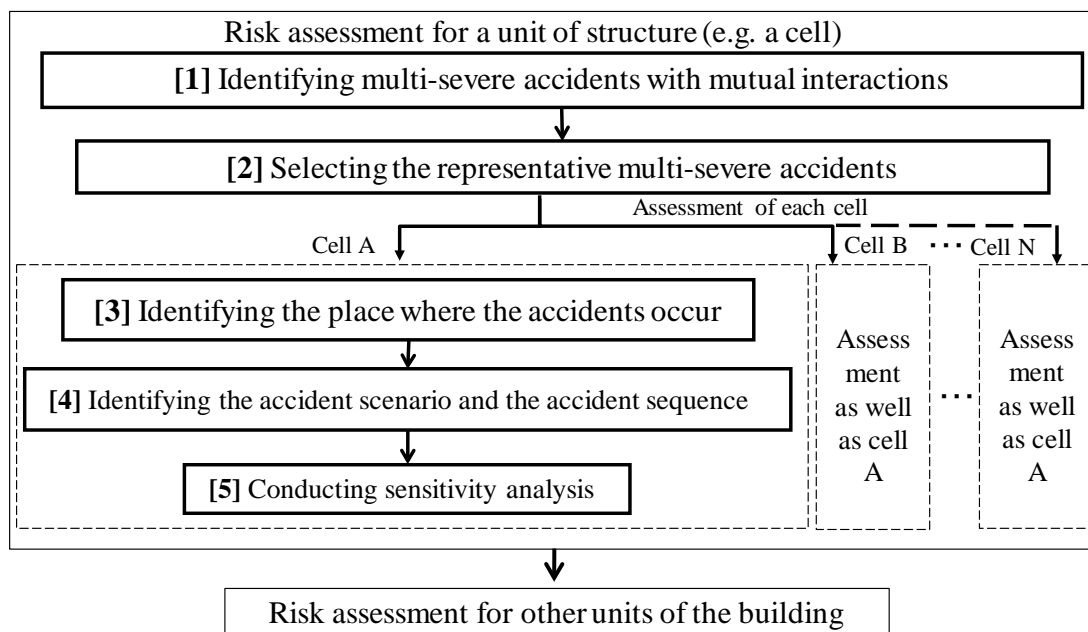 Risk assessment for a unit of structure (e.g. a cell)
[1] Identifying multi-severe accidents with mutual interactions
[2] Selecting the representative multi-severe accidents
Assessment of each cell
Cell A
Cell B
...
Cell N
[3] Identifying the place where the accidents occur
[4] Identifying the accident scenario and the accident sequence
[5] Conducting sensitivity analysis
Assess
ment
as well
as cell
A
...
Assess
ment
as well
as cell
A
Risk assessment for other units of the building